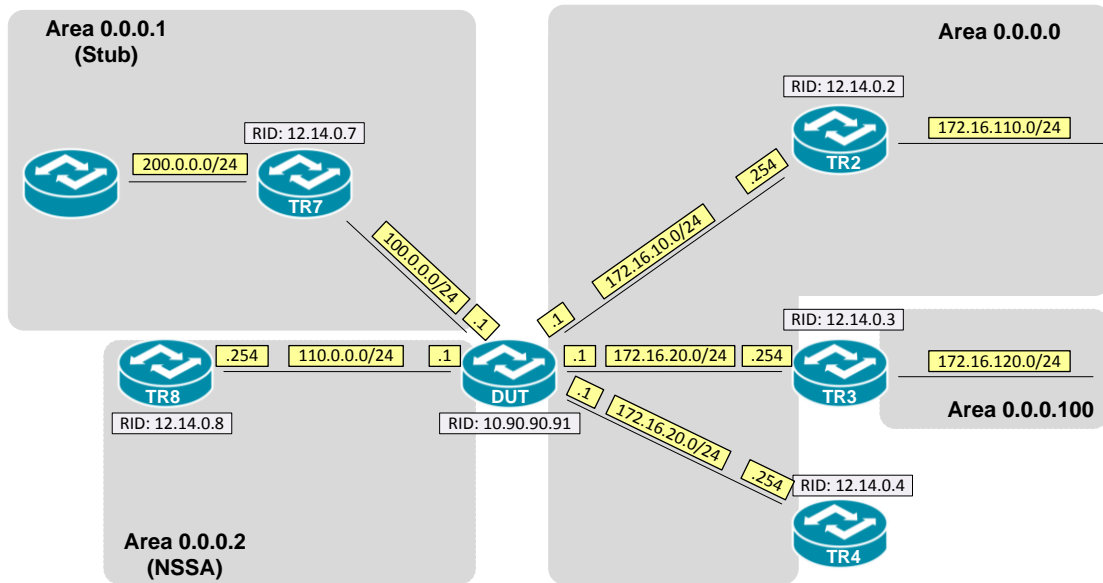 Area 0.0.0.1
(Stub)
Area 0.0.0.0
RID: 12.14.0.2
RID: 12.14.0.7
172.16.110.0/24
200.0.0.0/24
TR2
.254
TR7
172.16.10.0/24
100.0.0.0/24
.1
.1
RID: 12.14.0.3
.254
110.0.0.0/24
.1
.1
172.16.20.0/24
.254
172.16.120.0/24
TR8
DUT
TR3
.1
Area 0.0.0.100
RID: 12.14.0.8
RID: 10.90.90.91
172.16.20.0/24
.254
RID: 12.14.0.4
TR4
Area 0.0.0.2
(NSSA)